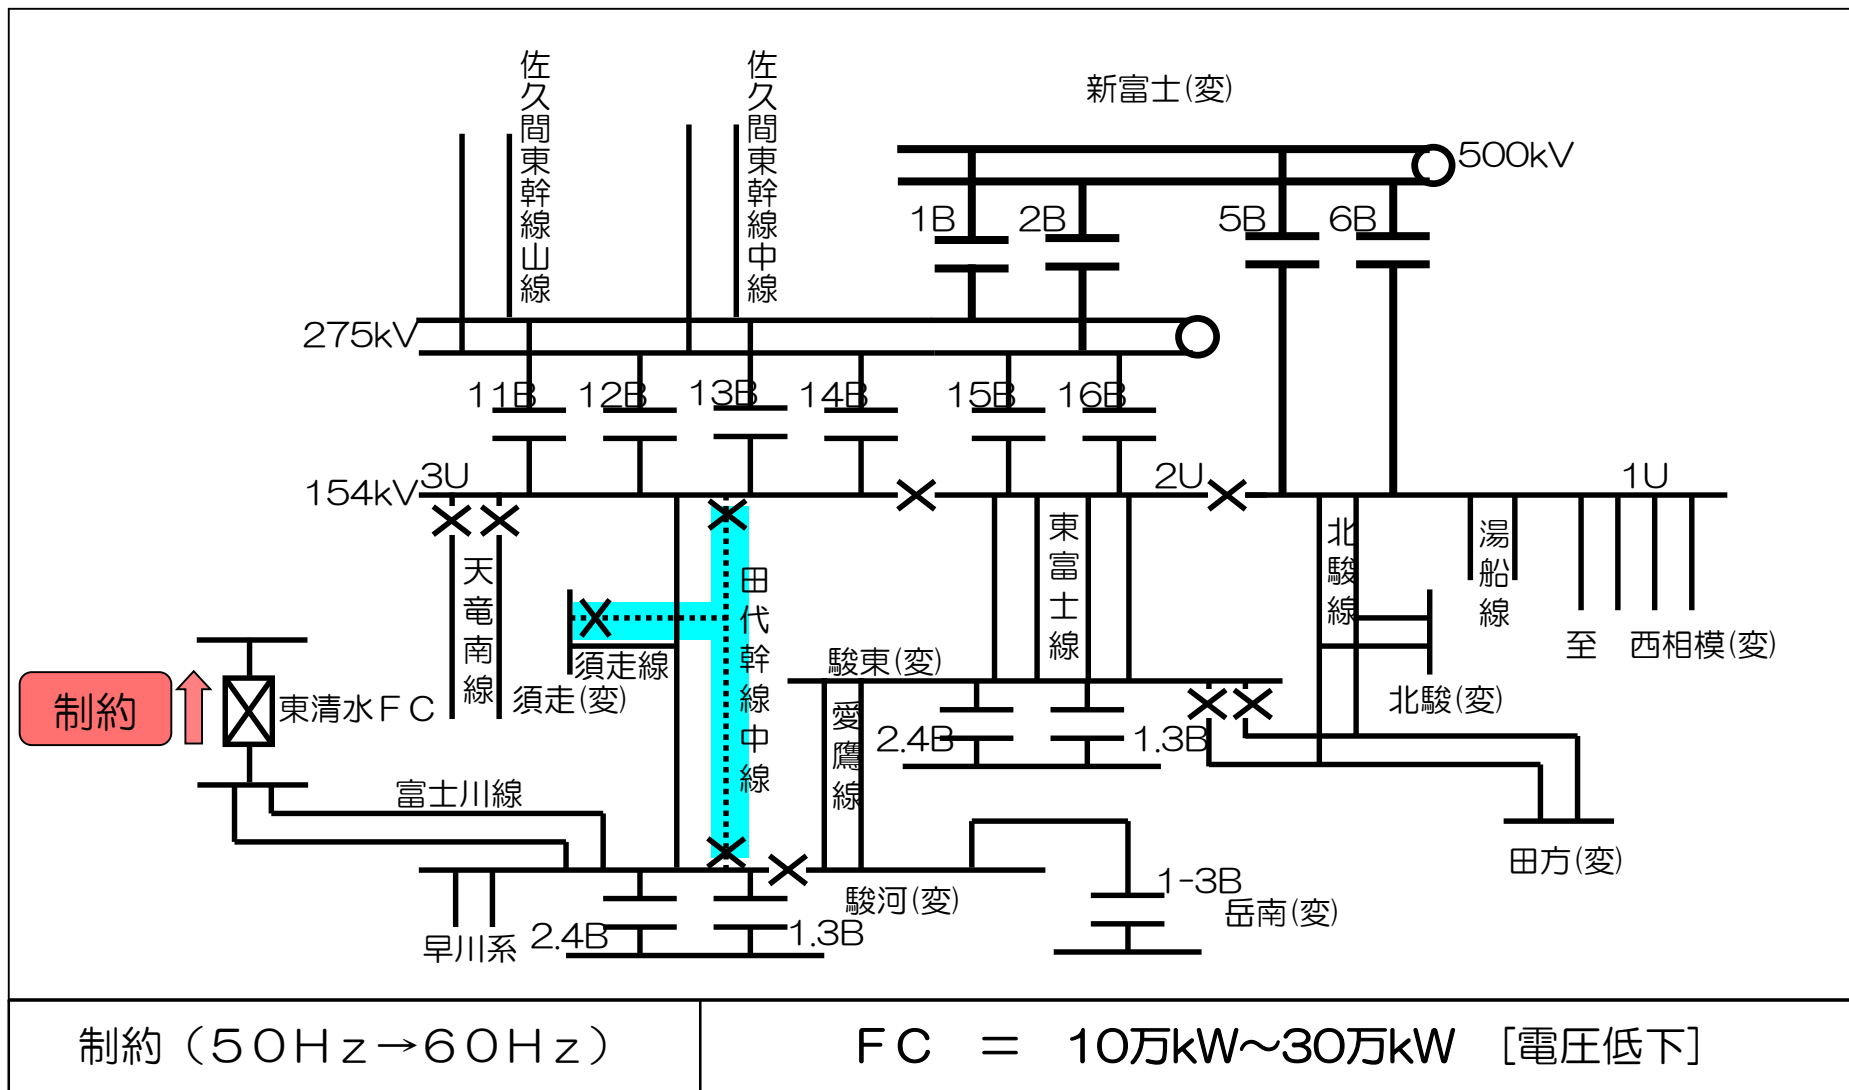 佐久間東幹線山線
佐久間東幹線中線
新富士(変)
500kV
1B
2B
5B
6B
275kV
11B
12B
13B
14B
15B
16B
154kV
3U
2U
1U
天竜南線
須走線
須走(変)
田代幹線中線
東富士線
北駿線
湯船線
至 西相模(変)
北駿(変)
駿東(変)
愛鷹線
2.4B
1.3B
制約
東清水FC
富士川線
田方(変)
早川系
2.4B
1.3B
駿河(変)
1-3B
岳南(変)
制約(50Hz→60Hz)
FC = 10万kW～30万kW [電圧低下]